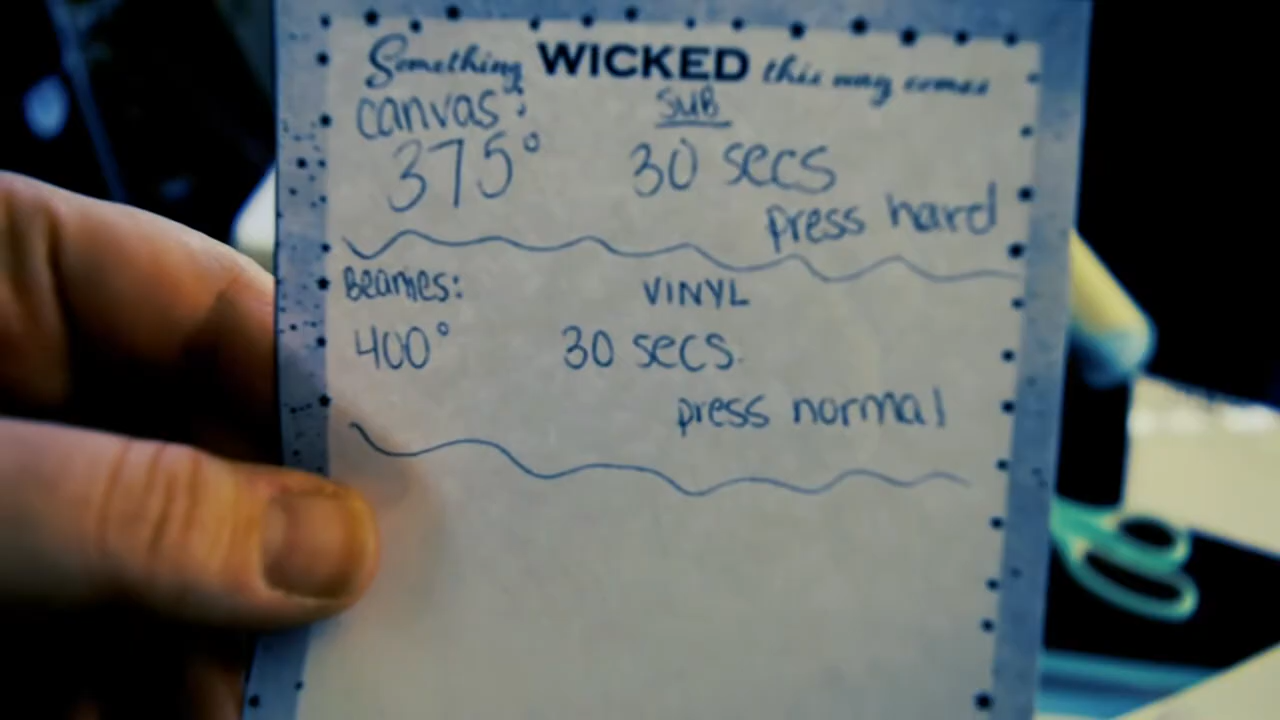 Something WICKED this way comes
canvas: SUB
375° 30 secs
press hard
Beanies: VINYL
400° 30 secs.
press normal